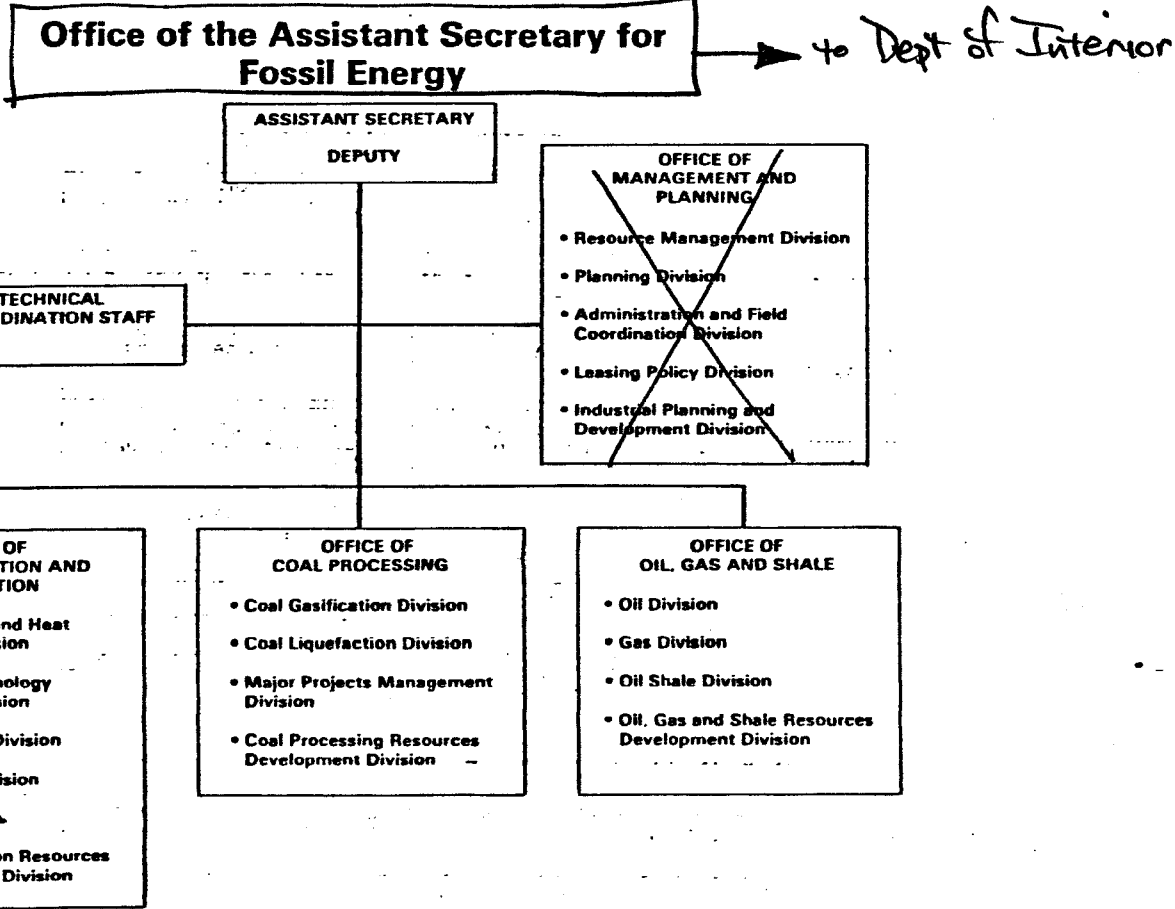 Office of the Assistant Secretary for
Fossil Energy
to Dept of Interior
ASSISTANT SECRETARY
DEPUTY
OFFICE OF
MANAGEMENT AND
PLANNING
• Resource Management Division
• Planning Division
• Administration and Field
Coordination Division
• Leasing Policy Division
• Industrial Planning and
Development Division
TECHNICAL
DINATION STAFF
OF
TION AND
TION
nd Heat
ion
ology
ion
Division
ision
n Resources
Division
OFFICE OF
COAL PROCESSING
• Coal Gasification Division
• Coal Liquefaction Division
• Major Projects Management
Division
• Coal Processing Resources
Development Division
OFFICE OF
OIL, GAS AND SHALE
• Oil Division
• Gas Division
• Oil Shale Division
• Oil, Gas and Shale Resources
Development Division